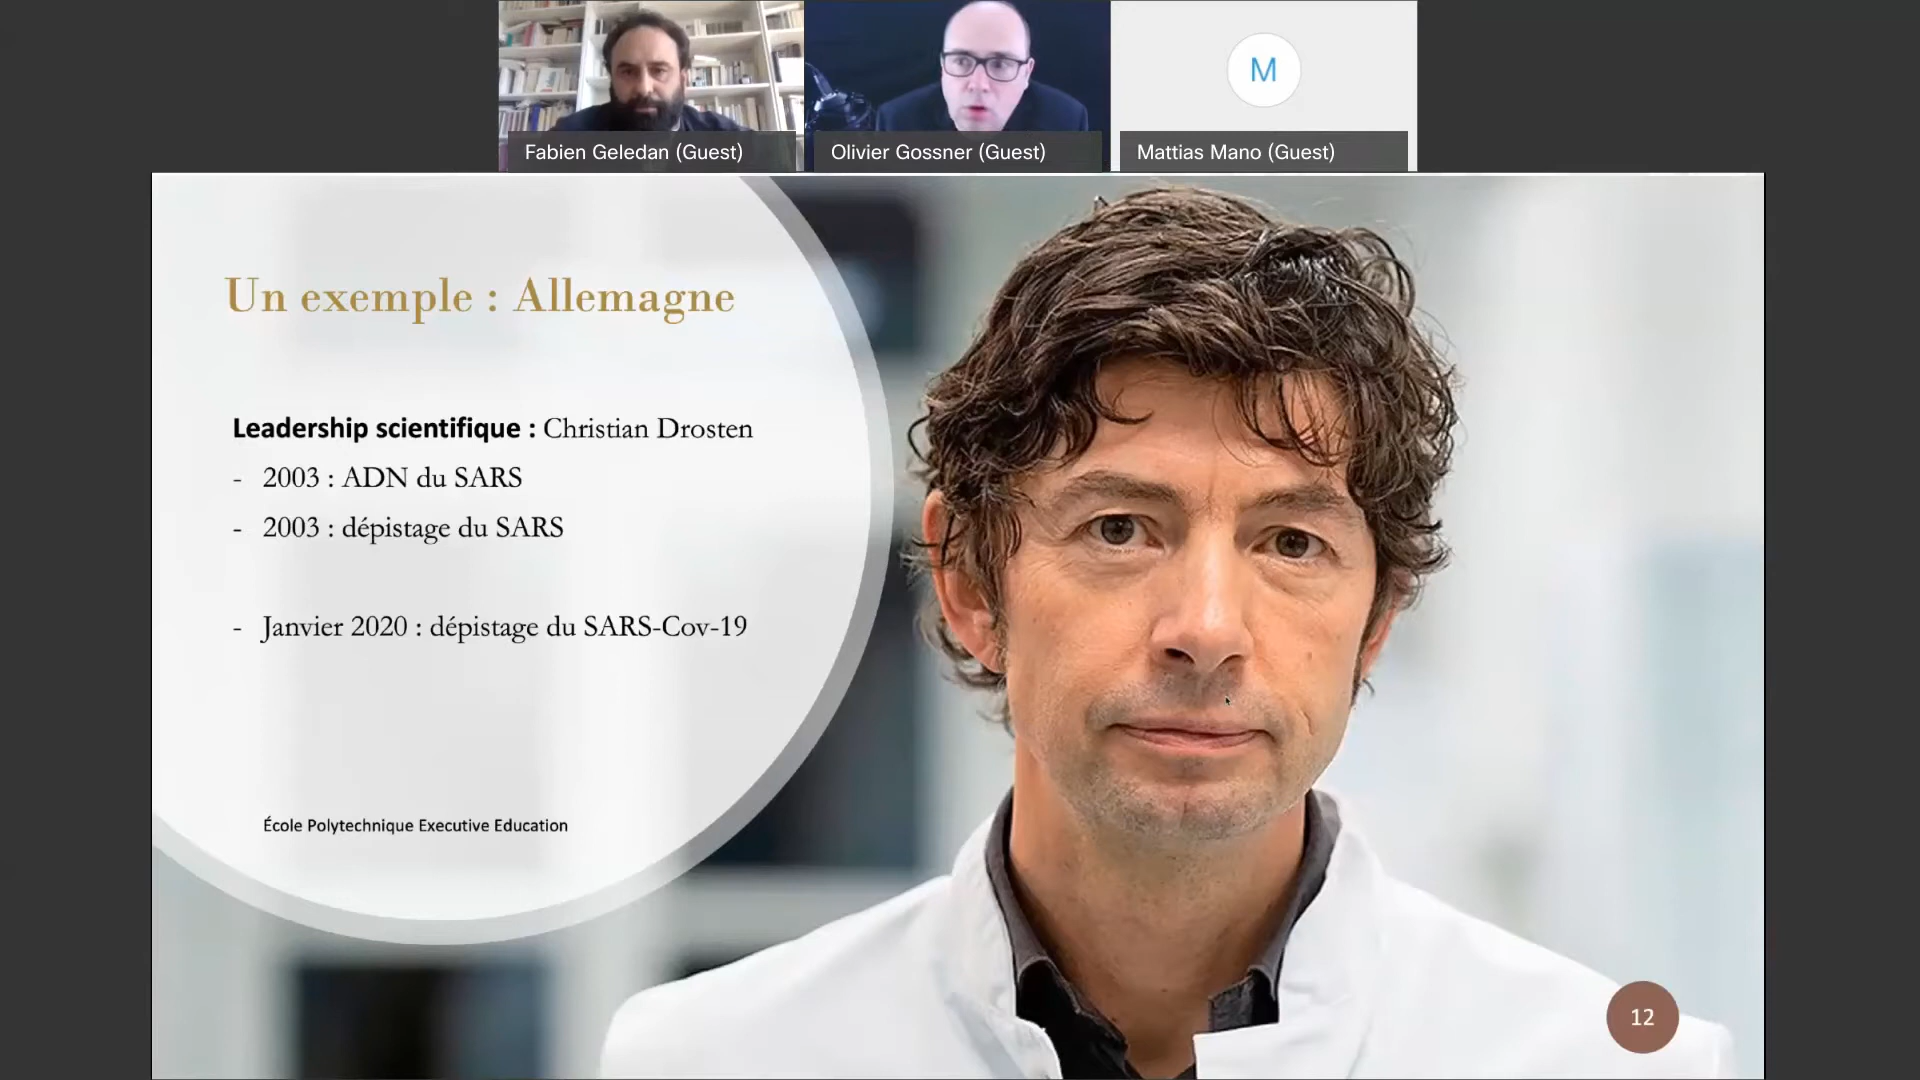 Fabien Geledan (Guest)
Olivier Gossner (Guest)
M
Mattias Mano (Guest)
Un exemple : Allemagne
Leadership scientifique : Christian Drosten
- 2003 : ADN du SARS
- 2003 : dépistage du SARS
- Janvier 2020 : dépistage du SARS-Cov-19
École Polytechnique Executive Education
12